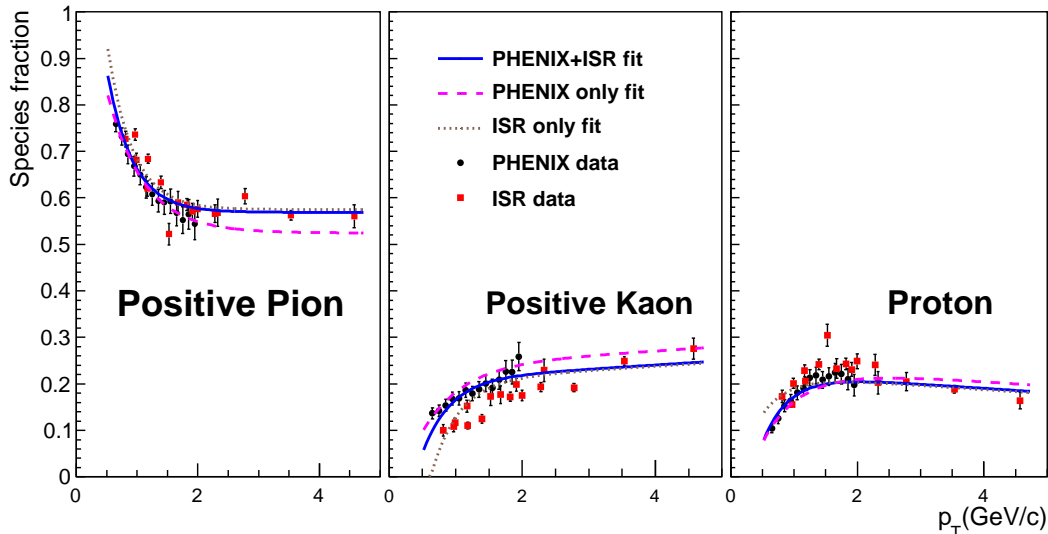 Species fraction
1
0.9
0.8
0.7
0.6
0.5
0.4
0.3
0.2
0.1
0
PHENIX+ISR fit
PHENIX only fit
ISR only fit
PHENIX data
ISR data
Positive Pion
Positive Kaon
Proton
0 2 4 0 2 4 0 2 4
p_T(GeV/c)